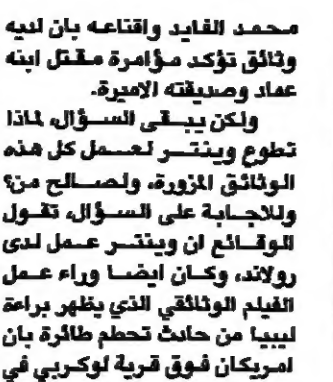 محمد الفايد واقناعه بان لديه
وثائق تؤكد مؤامرة مقتل ابنه
عماد وصديقته الاميرة.
ولكن يبقى السؤال، لماذا
تطوع وينتر لعمل كل هذه
الوثائق المزورة، ولصالح من؟
وللاجابة على السؤال، تقول
الوقائع ان وينتر عمل لدى
رولاند، وكان ايضا وراء عمل
الفيلم الوثائقي الذي يظهر براءة
ليبيا من حادث تحطم طائرة بان
امريكان فوق قرية لوكربي في